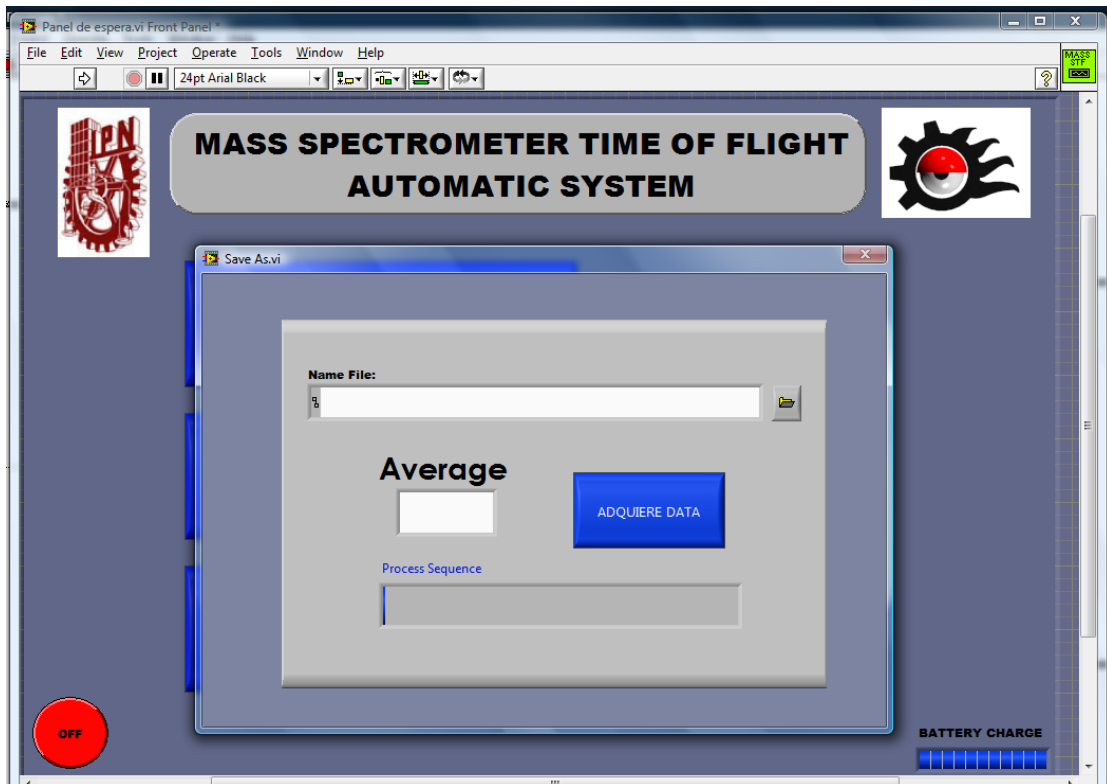 Panel de espera.vi Front Panel *
File Edit View Project Operate Tools Window Help
24pt Arial Black
MASS
STF
IPN
MASS SPECTROMETER TIME OF FLIGHT
AUTOMATIC SYSTEM
Save As.vi
Name File:
Average
ADQUIERE DATA
Process Sequence
OFF
BATTERY CHARGE